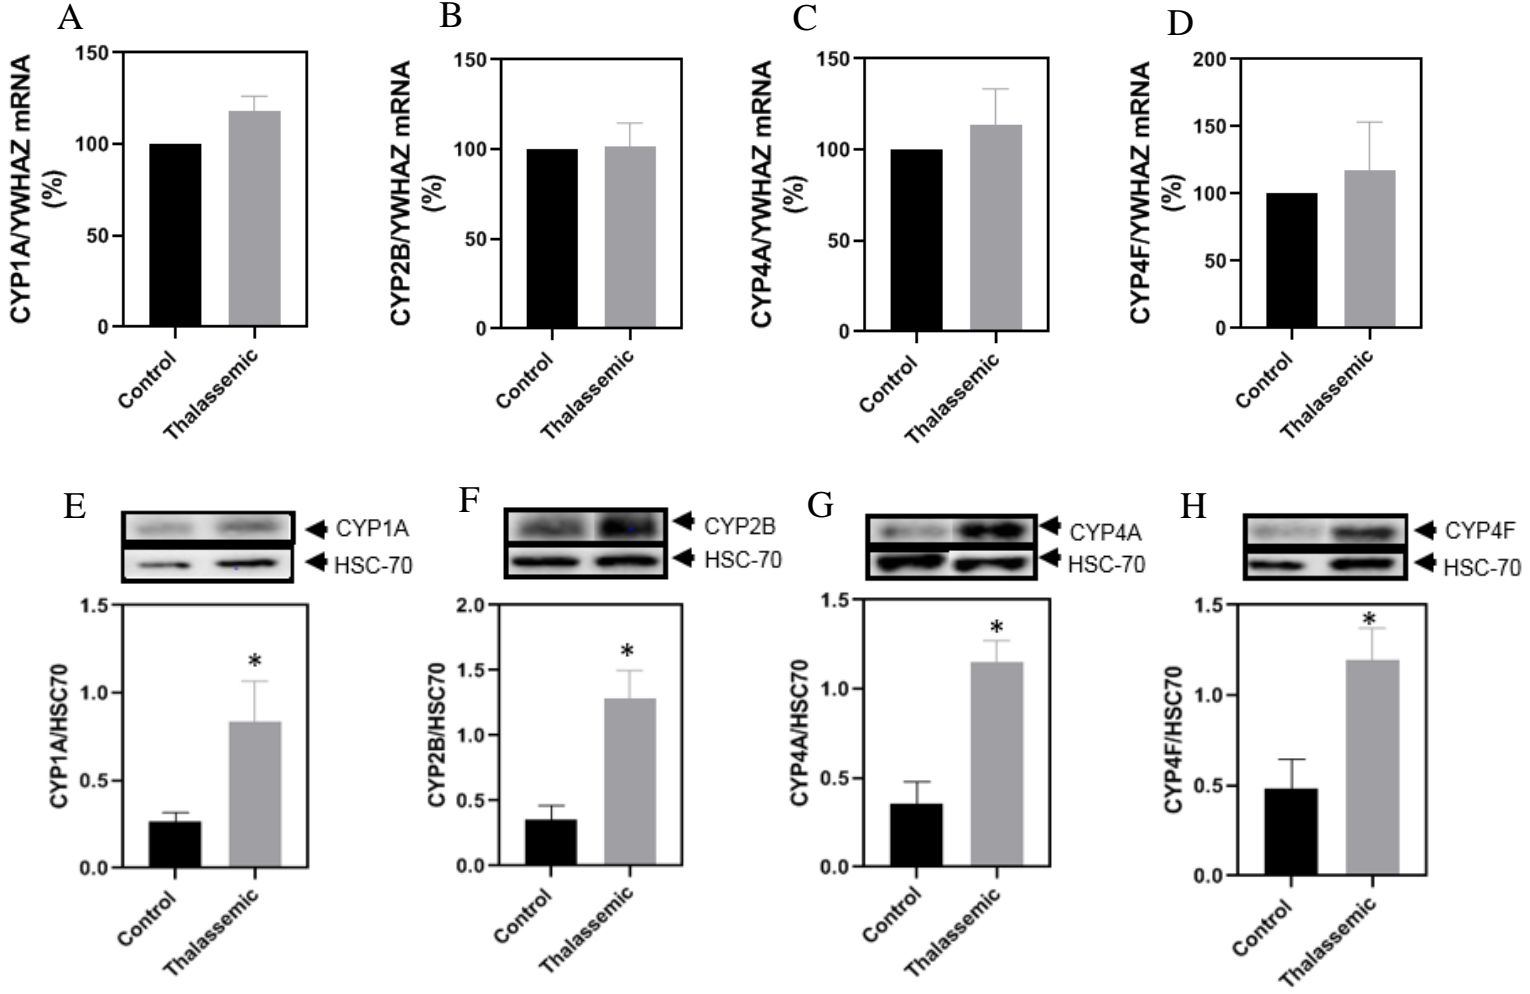 A
CYP1A/YWHAZ mRNA
(%)
150
100
50
0
Control
Thalassemic
B
CYP2B/YWHAZ mRNA
(%)
150
100
50
0
Control
Thalassemic
C
CYP4A/YWHAZ mRNA
(%)
150
100
50
0
Control
Thalassemic
D
CYP4F/YWHAZ mRNA
(%)
200
150
100
50
0
Control
Thalassemic
E
CYP1A
HSC-70
CYP1A/HSC70
1.5
1.0
0.5
0.0
*
Control
Thalassemic
F
CYP2B
HSC-70
CYP2B/HSC70
2.0
1.5
1.0
0.5
0.0
*
Control
Thalassemic
G
CYP4A
HSC-70
CYP4A/HSC70
1.5
1.0
0.5
0.0
*
Control
Thalassemic
H
CYP4F
HSC-70
CYP4F/HSC70
1.5
1.0
0.5
0.0
*
Control
Thalassemic